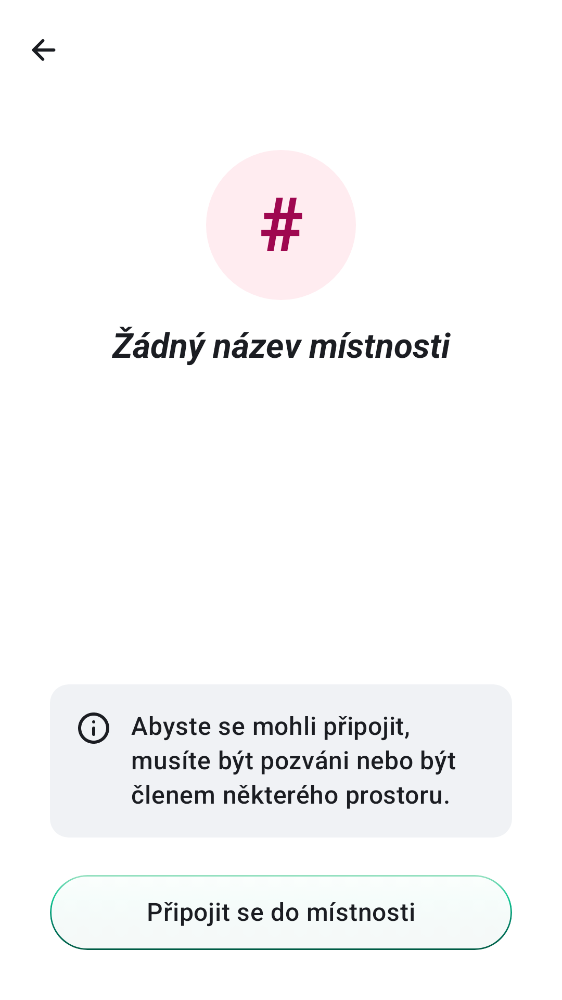 #
Žádný název místnosti
Abyste se mohli připojit,
musíte být pozváni nebo být
členem některého prostoru.
Připojit se do místnosti